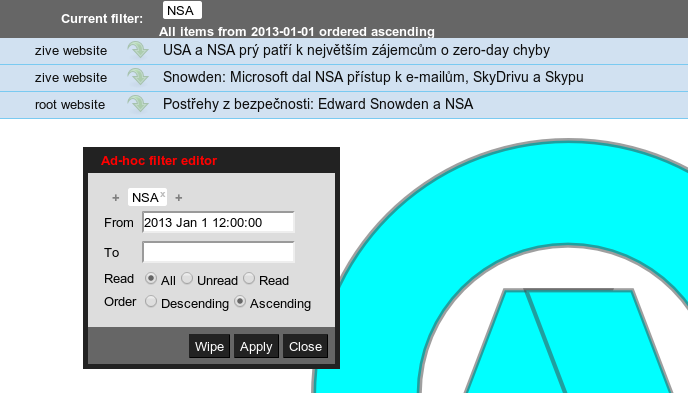 Current filter: NSA
All items from 2013-01-01 ordered ascending
zive website USA a NSA prý patří k největším zájemcům o zero-day chyby
zive website Snowden: Microsoft dal NSA přístup k e-mailům, SkyDrivu a Skypu
root website Postřehy z bezpečnosti: Edward Snowden a NSA
Ad-hoc filter editor
+ NSA x +
From 2013 Jan 1 12:00:00
To
Read All Unread Read
Order Descending Ascending
Wipe Apply Close